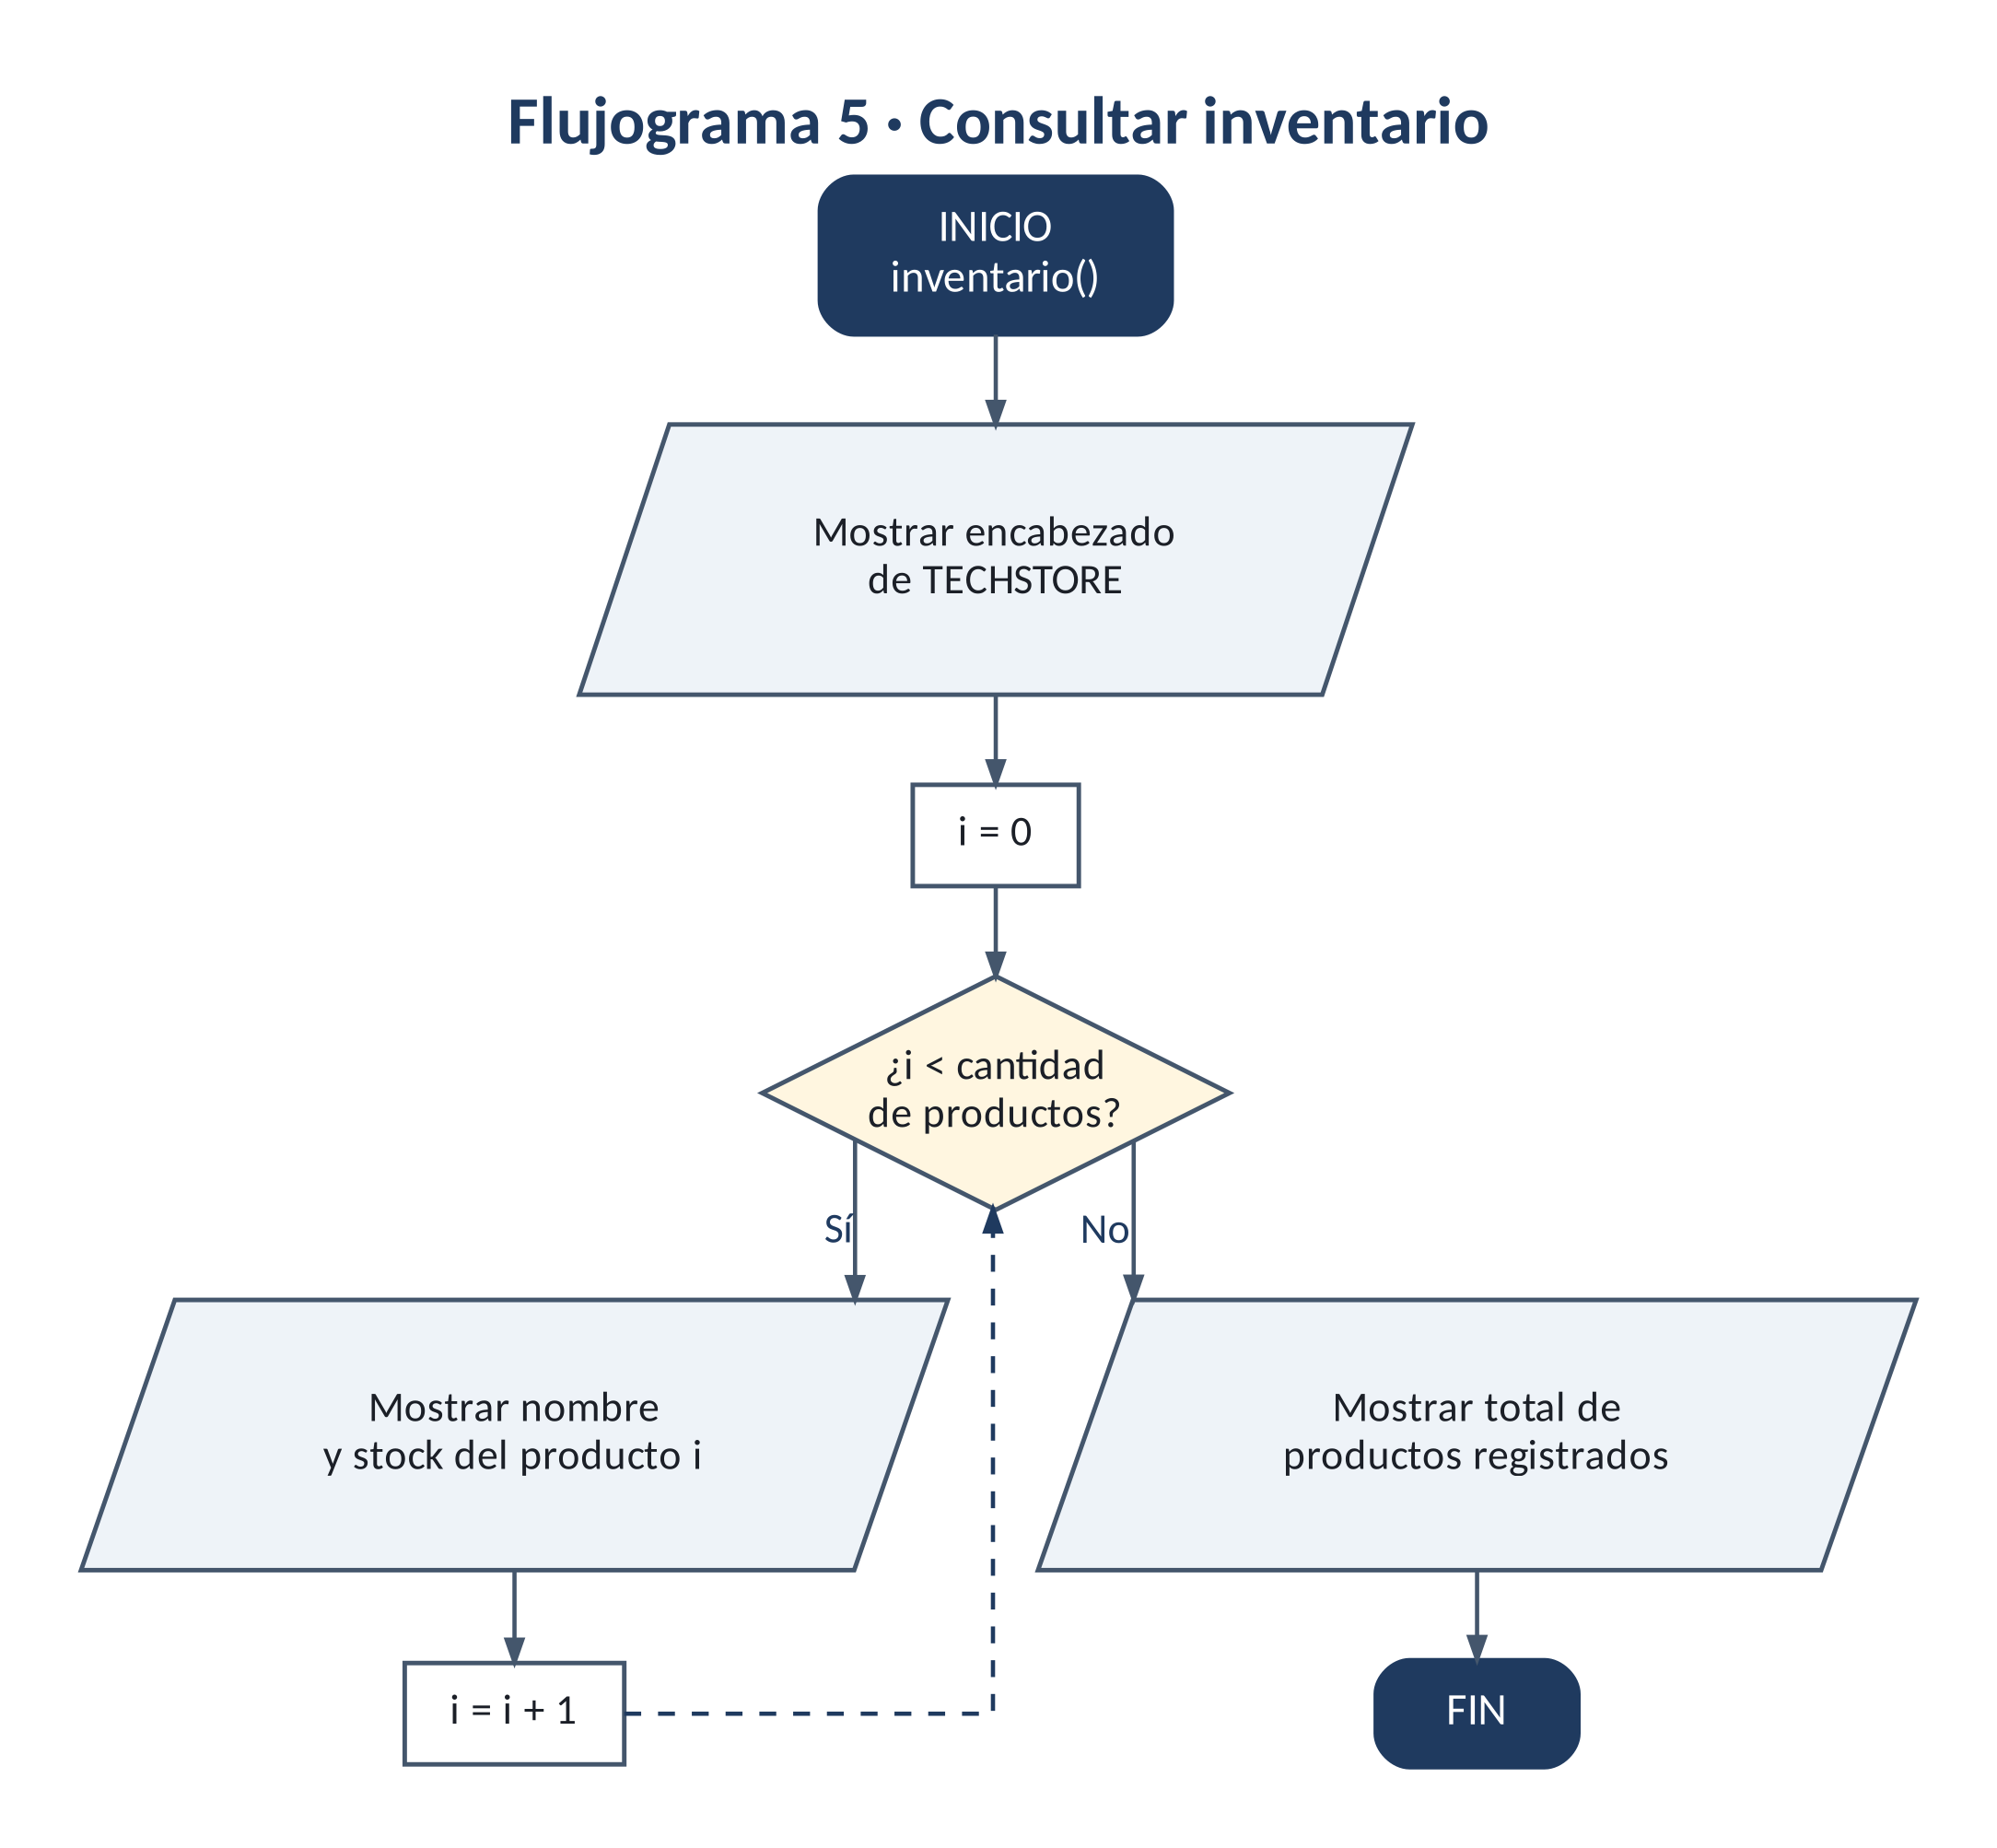 Flujograma 5 · Consultar inventario
INICIO
inventario()
Mostrar encabezado
de TECHSTORE
i = 0
¿i < cantidad
de productos?
Sí
No
Mostrar nombre
y stock del producto i
Mostrar total de
productos registrados
i = i + 1
FIN